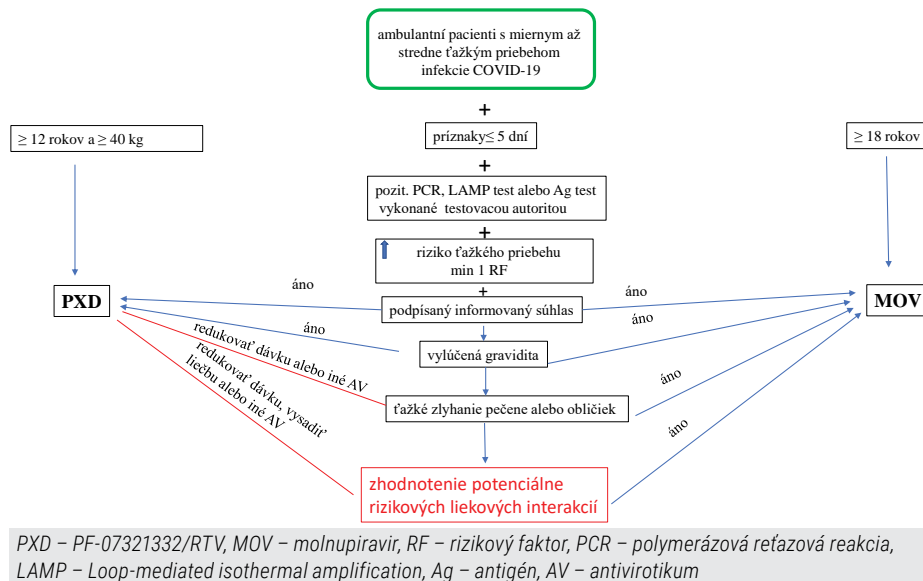 ambulantní pacienti s miernym až
stredne ťažkým priebehom
infekcie COVID-19
+
≥ 12 rokov a ≥ 40 kg
príznaky≤ 5 dní
≥ 18 rokov
+
pozit. PCR, LAMP test alebo Ag test
vykonané testovacou autoritou
+
riziko ťažkého priebehu
min 1 RF
+
áno
áno
PXD
podpísaný informovaný súhlas
MOV
áno
áno
vylúčená gravidita
redukovať dávku alebo iné AV
áno
redukovať dávku, vysadiť
liečbu alebo iné AV
ťažké zlyhanie pečene alebo obličiek
áno
zhodnotenie potenciálne
rizikových liekových interakcií
PXD – PF-07321332/RTV, MOV – molnupiravir, RF – rizikový faktor, PCR – polymerázová reťazová reakcia,
LAMP – Loop-mediated isothermal amplification, Ag – antigén, AV – antivirotikum